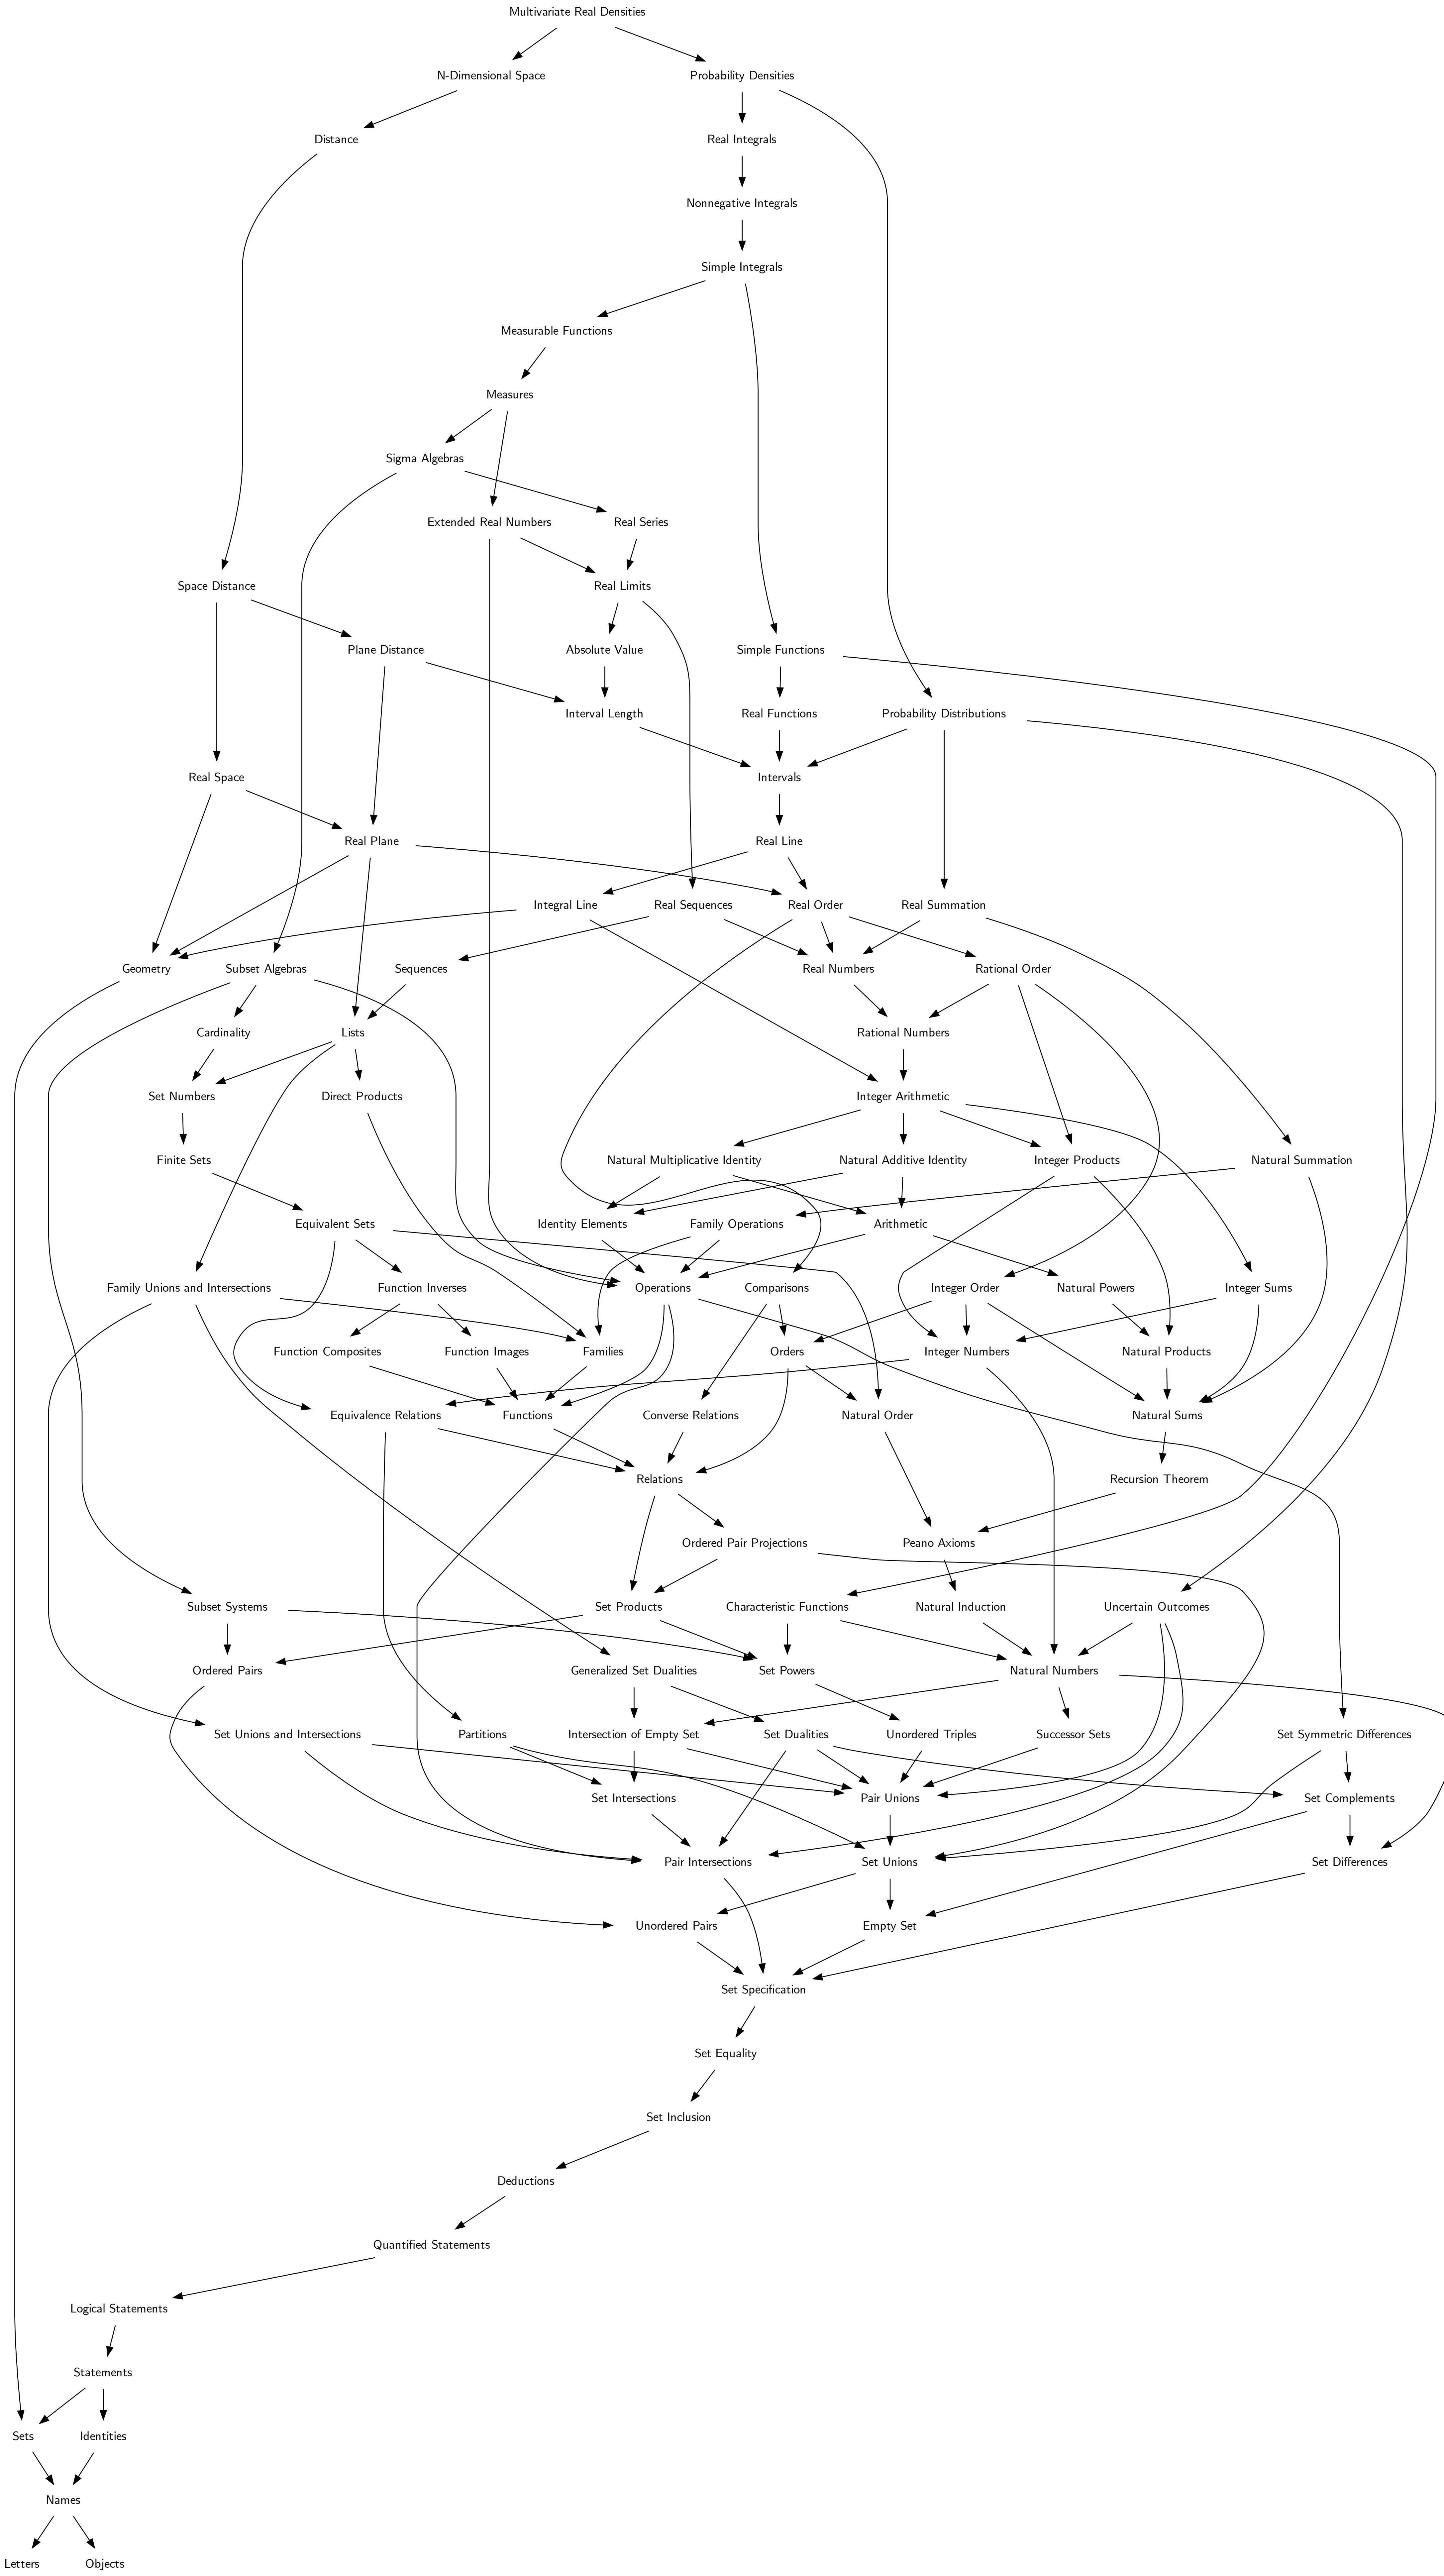 Multivariate Real Densities
N-Dimensional Space
Probability Densities
Distance
Real Integrals
Nonnegative Integrals
Simple Integrals
Measurable Functions
Measures
Sigma Algebras
Extended Real Numbers
Real Series
Space Distance
Real Limits
Plane Distance
Absolute Value
Simple Functions
Interval Length
Real Functions
Probability Distributions
Real Space
Intervals
Real Plane
Real Line
Integral Line
Real Sequences
Real Order
Real Summation
Geometry
Subset Algebras
Sequences
Real Numbers
Rational Order
Cardinality
Lists
Rational Numbers
Set Numbers
Direct Products
Integer Arithmetic
Finite Sets
Natural Multiplicative Identity
Natural Additive Identity
Integer Products
Natural Summation
Equivalent Sets
Identity Elements
Family Operations
Arithmetic
Family Unions and Intersections
Function Inverses
Operations
Comparisons
Integer Order
Natural Powers
Integer Sums
Function Composites
Function Images
Families
Orders
Integer Numbers
Natural Products
Equivalence Relations
Functions
Converse Relations
Natural Order
Natural Sums
Relations
Recursion Theorem
Ordered Pair Projections
Peano Axioms
Subset Systems
Set Products
Characteristic Functions
Natural Induction
Uncertain Outcomes
Ordered Pairs
Generalized Set Dualities
Set Powers
Natural Numbers
Set Unions and Intersections
Partitions
Intersection of Empty Set
Set Dualities
Unordered Triples
Successor Sets
Set Symmetric Differences
Set Intersections
Pair Unions
Set Complements
Pair Intersections
Set Unions
Set Differences
Unordered Pairs
Empty Set
Set Specification
Set Equality
Set Inclusion
Deductions
Quantified Statements
Logical Statements
Statements
Sets
Identities
Names
Letters
Objects